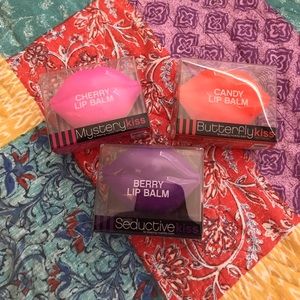 CHERRY
LIP BALM
Mysterykiss
CANDY
LIP BALM
Butterflykiss
BERRY
LIP BALM
Seductivekiss